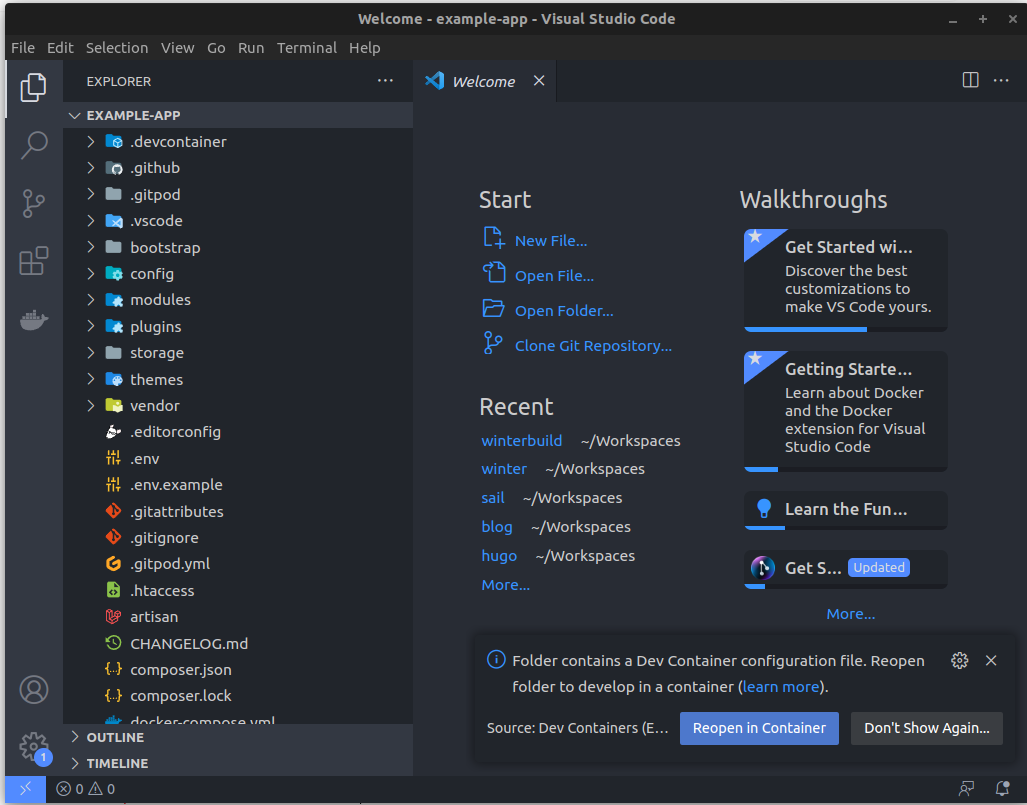 Welcome - example-app - Visual Studio Code
File Edit Selection View Go Run Terminal Help
EXPLORER
Welcome
EXAMPLE-APP
.devcontainer
.github
.gitpod
.vscode
bootstrap
config
modules
plugins
storage
themes
vendor
.editorconfig
.env
.env.example
.gitattributes
.gitignore
.gitpod.yml
.htaccess
artisan
CHANGELOG.md
composer.json
composer.lock
docker-compose.yml
OUTLINE
TIMELINE
1
0 0
Start
New File...
Open File...
Open Folder...
Clone Git Repository...
Recent
winterbuild ~/Workspaces
winter ~/Workspaces
sail ~/Workspaces
blog ~/Workspaces
hugo ~/Workspaces
More...
Walkthroughs
Get Started wi...
Discover the best
customizations to
make VS Code yours.
Getting Starte...
Learn about Docker
and the Docker
extension for Visual
Studio Code
Learn the Fun...
Get S... Updated
More...
Folder contains a Dev Container configuration file. Reopen
folder to develop in a container (learn more).
Source: Dev Containers (E... Reopen in Container Don't Show Again...